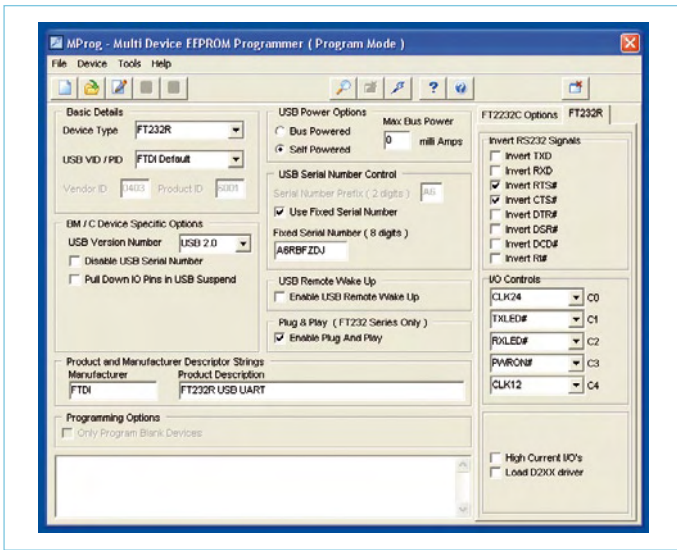 MProg - Multi Device EEPROM Programmer ( Program Mode )
File Device Tools Help
Basic Details
Device Type FT232R
USB VID / PID FTDI Default
Vendor ID 0403 Product ID 6001
BM / C Device Specific Options
USB Version Number USB 2.0
Disable USB Serial Number
Pull Down IO Pins in USB Suspend
USB Power Options
Bus Powered
Self Powered
Max Bus Power
0 milli Amps
USB Serial Number Control
Serial Number Prefix ( 2 digits ) A6
Use Fixed Serial Number
Fixed Serial Number ( 8 digits )
A6RBFZDJ
USB Remote Wake Up
Enable USB Remote Wake Up
Plug & Play ( FT232 Series Only )
Enable Plug And Play
Product and Manufacturer Descriptor Strings
Manufacturer Product Description
FTDI FT232R USB UART
Programming Options
Only Program Blank Devices
FT2232C Options FT232R
Invert RS232 Signals
Invert TXD
Invert RXD
Invert RTS#
Invert CTS#
Invert DTR#
Invert DSR#
Invert DCD#
Invert RI#
I/O Controls
CLK24 C0
TXLED# C1
RXLED# C2
PWRON# C3
CLK12 C4
High Current I/O's
Load D2XX driver